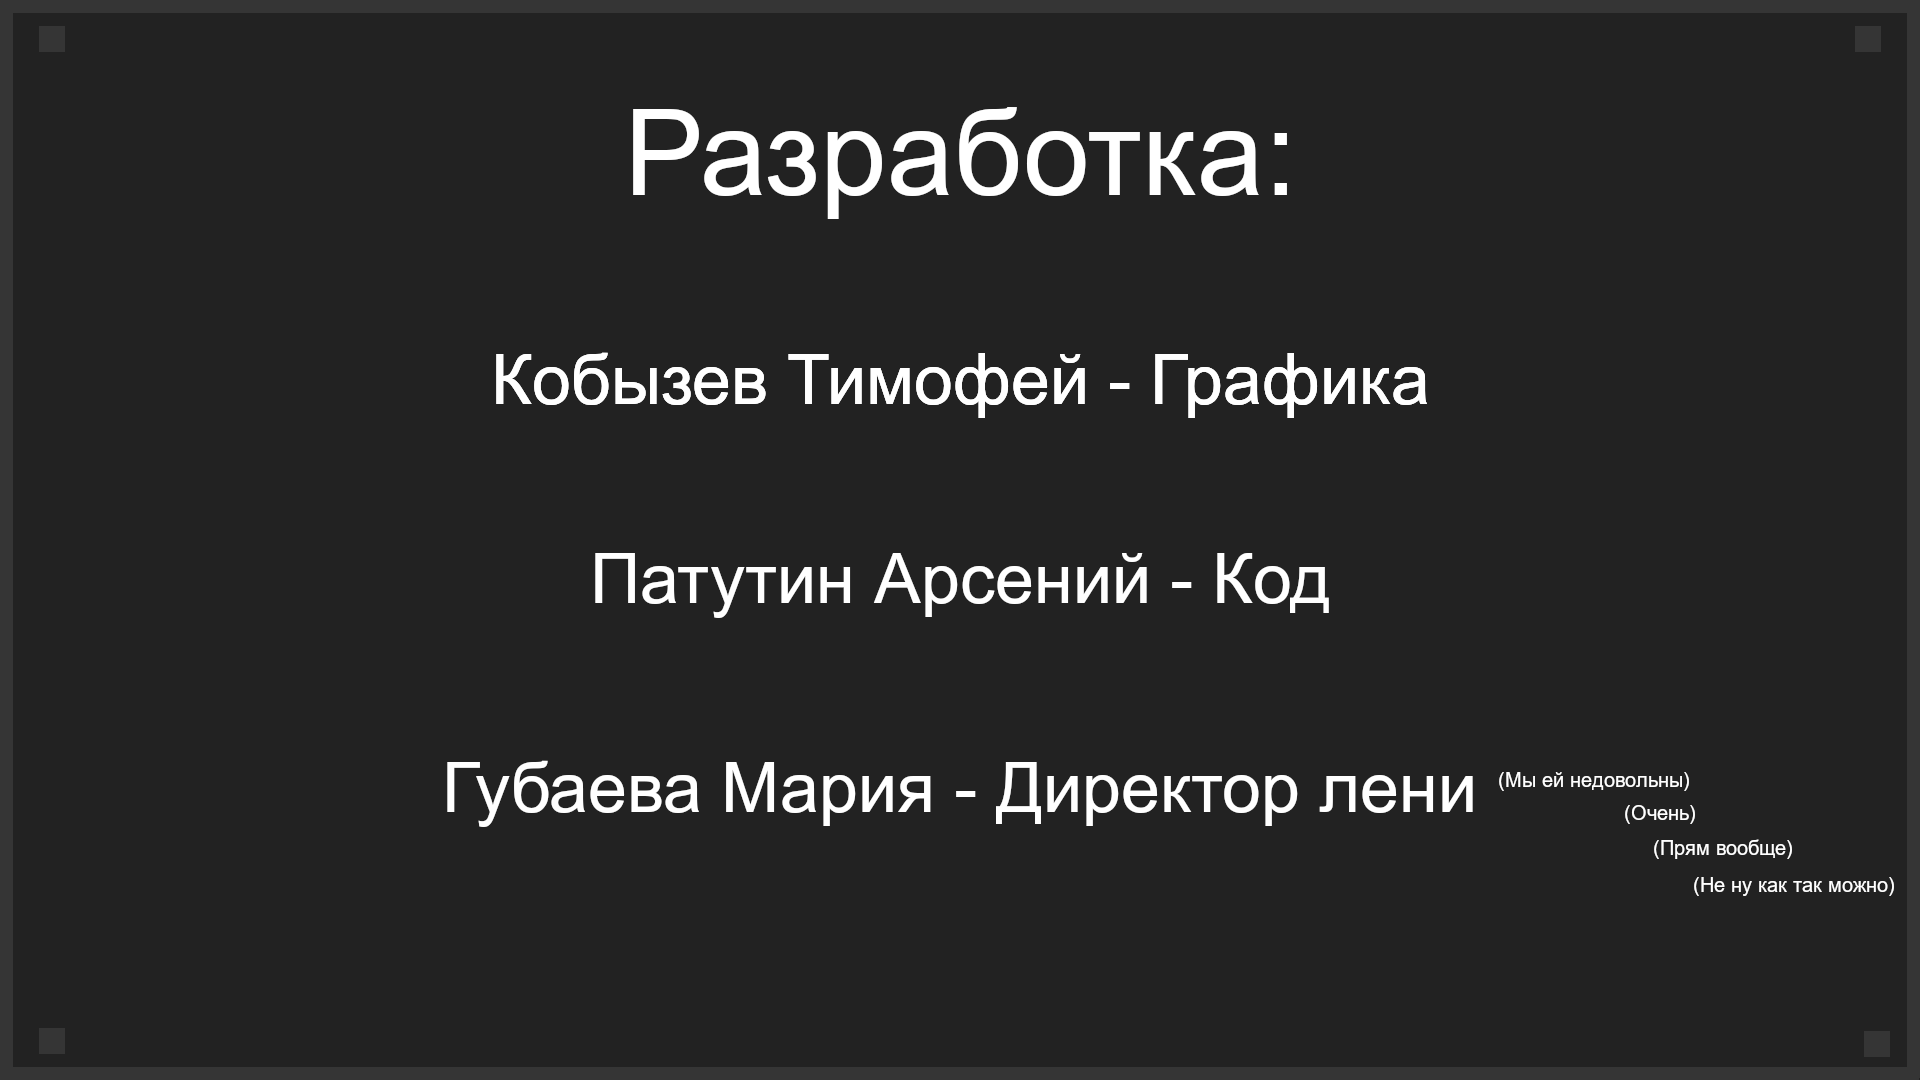 Разработка:
Кобызев Тимофей - Графика
Патутин Арсений - Код
Губаева Мария - Директор лени (Мы ей недовольны)
(Очень)
(Прям вообще)
(Не ну как так можно)